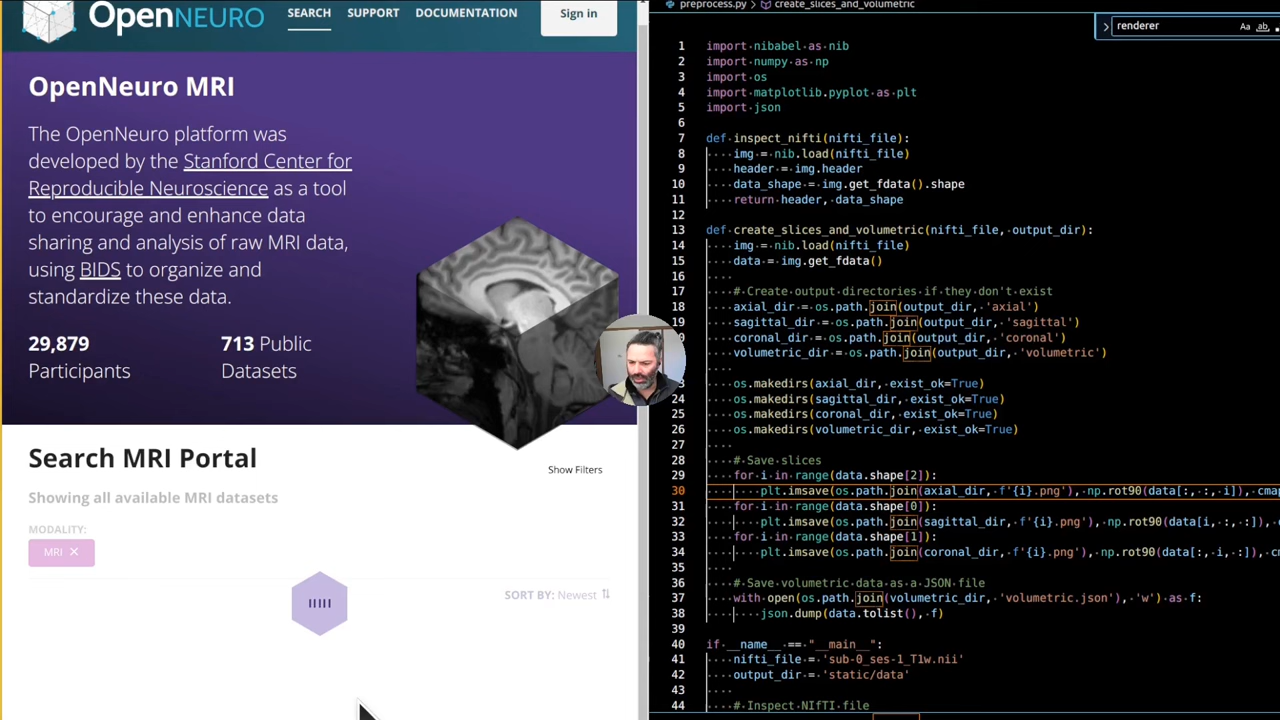 OpenNEURO
SEARCH
SUPPORT
DOCUMENTATION
Sign in
OpenNeuro MRI
The OpenNeuro platform was
developed by the Stanford Center for
Reproducible Neuroscience as a tool
to encourage and enhance data
sharing and analysis of raw MRI data,
using BIDS to organize and
standardize these data.
29,879
Participants
713 Public
Datasets
Search MRI Portal
Show Filters
Showing all available MRI datasets
MODALITY:
MRI ✕
SORT BY: Newest
preprocess.py > create_slices_and_volumetric
renderer
1 import nibabel as nib
2 import numpy as np
3 import os
4 import matplotlib.pyplot as plt
5 import json
6
7 def inspect_nifti(nifti_file):
8 img = nib.load(nifti_file)
9 header = img.header
10 data_shape = img.get_fdata().shape
11 return header, data_shape
12
13 def create_slices_and_volumetric(nifti_file, output_dir):
14 img = nib.load(nifti_file)
15 data = img.get_fdata()
16
17 # Create output directories if they don't exist
18 axial_dir = os.path.join(output_dir, 'axial')
19 sagittal_dir = os.path.join(output_dir, 'sagittal')
coronal_dir = os.path.join(output_dir, 'coronal')
volumetric_dir = os.path.join(output_dir, 'volumetric')
os.makedirs(axial_dir, exist_ok=True)
24 os.makedirs(sagittal_dir, exist_ok=True)
25 os.makedirs(coronal_dir, exist_ok=True)
26 os.makedirs(volumetric_dir, exist_ok=True)
27
28 # Save slices
29 for i in range(data.shape[2]):
30 plt.imsave(os.path.join(axial_dir, f'{i}.png'), np.rot90(data[:, :, i]), cmap
31 for i in range(data.shape[0]):
32 plt.imsave(os.path.join(sagittal_dir, f'{i}.png'), np.rot90(data[i, :, :]),
33 for i in range(data.shape[1]):
34 plt.imsave(os.path.join(coronal_dir, f'{i}.png'), np.rot90(data[:, i, :]), cm
35
36 # Save volumetric data as a JSON file
37 with open(os.path.join(volumetric_dir, 'volumetric.json'), 'w') as f:
38 json.dump(data.tolist(), f)
39
40 if __name__ == "__main__":
41 nifti_file = 'sub-0_ses-1_T1w.nii'
42 output_dir = 'static/data'
43
44 # Inspect NIfTI file